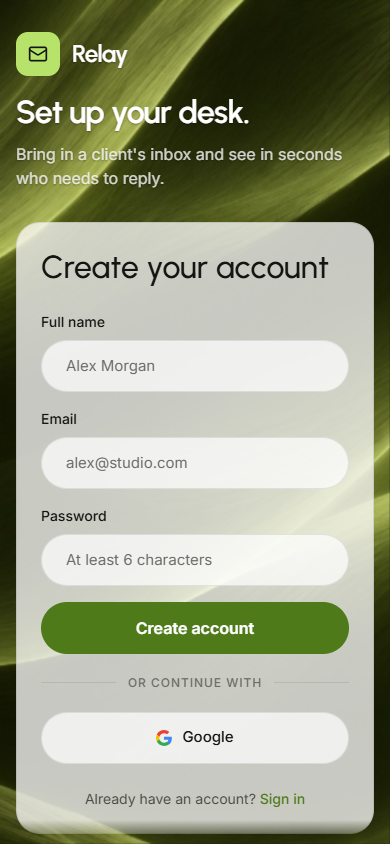 Relay
Set up your desk.
Bring in a client's inbox and see in seconds
who needs to reply.
Create your account
Full name
Alex Morgan
Email
alex@studio.com
Password
At least 6 characters
Create account
OR CONTINUE WITH
Google
Already have an account? Sign in